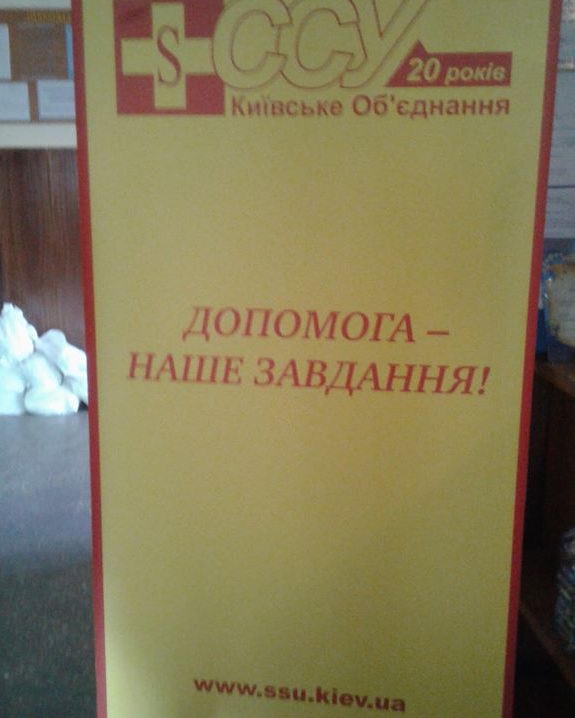 S
ССУ
20 років
Київське Об'єднання
ДОПОМОГА –
НАШЕ ЗАВДАННЯ!
www.ssu.kiev.ua